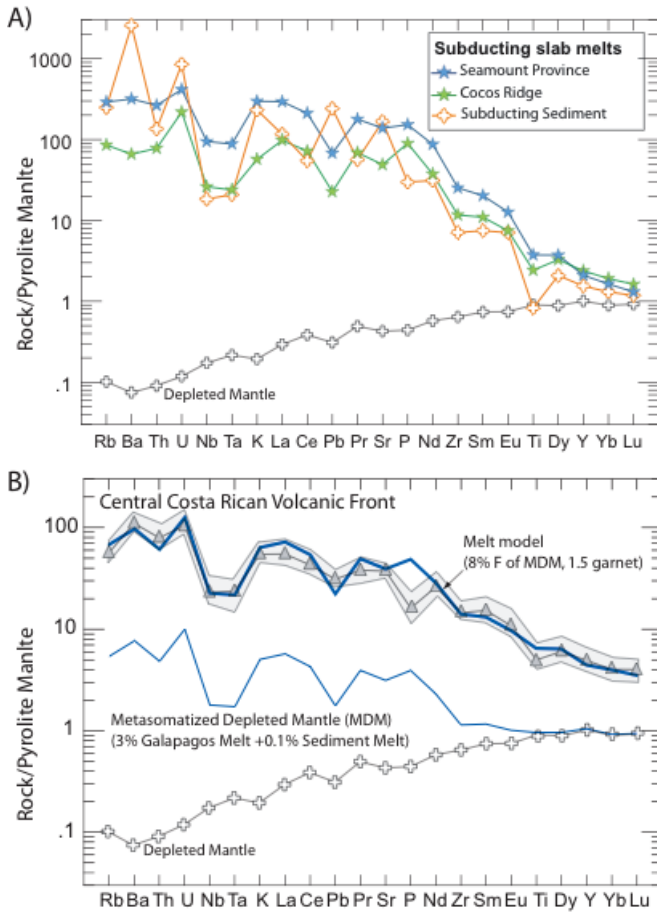 A)
Subducting slab melts
Seamount Province
Cocos Ridge
Subducting Sediment
Rock/Pyrolite Manlte
1000
100
10
1
.1
Depleted Mantle
Rb Ba Th U Nb Ta K La Ce Pb Pr Sr P Nd Zr Sm Eu Ti Dy Y Yb Lu
B)
Central Costa Rican Volcanic Front
Melt model
(8% F of MDM, 1.5 garnet)
Rock/Pyrolite Manlte
100
10
1
.1
Metasomatized Depleted Mantle (MDM)
(3% Galapagos Melt +0.1% Sediment Melt)
Depleted Mantle
Rb Ba Th U Nb Ta K La Ce Pb Pr Sr P Nd Zr Sm Eu Ti Dy Y Yb Lu